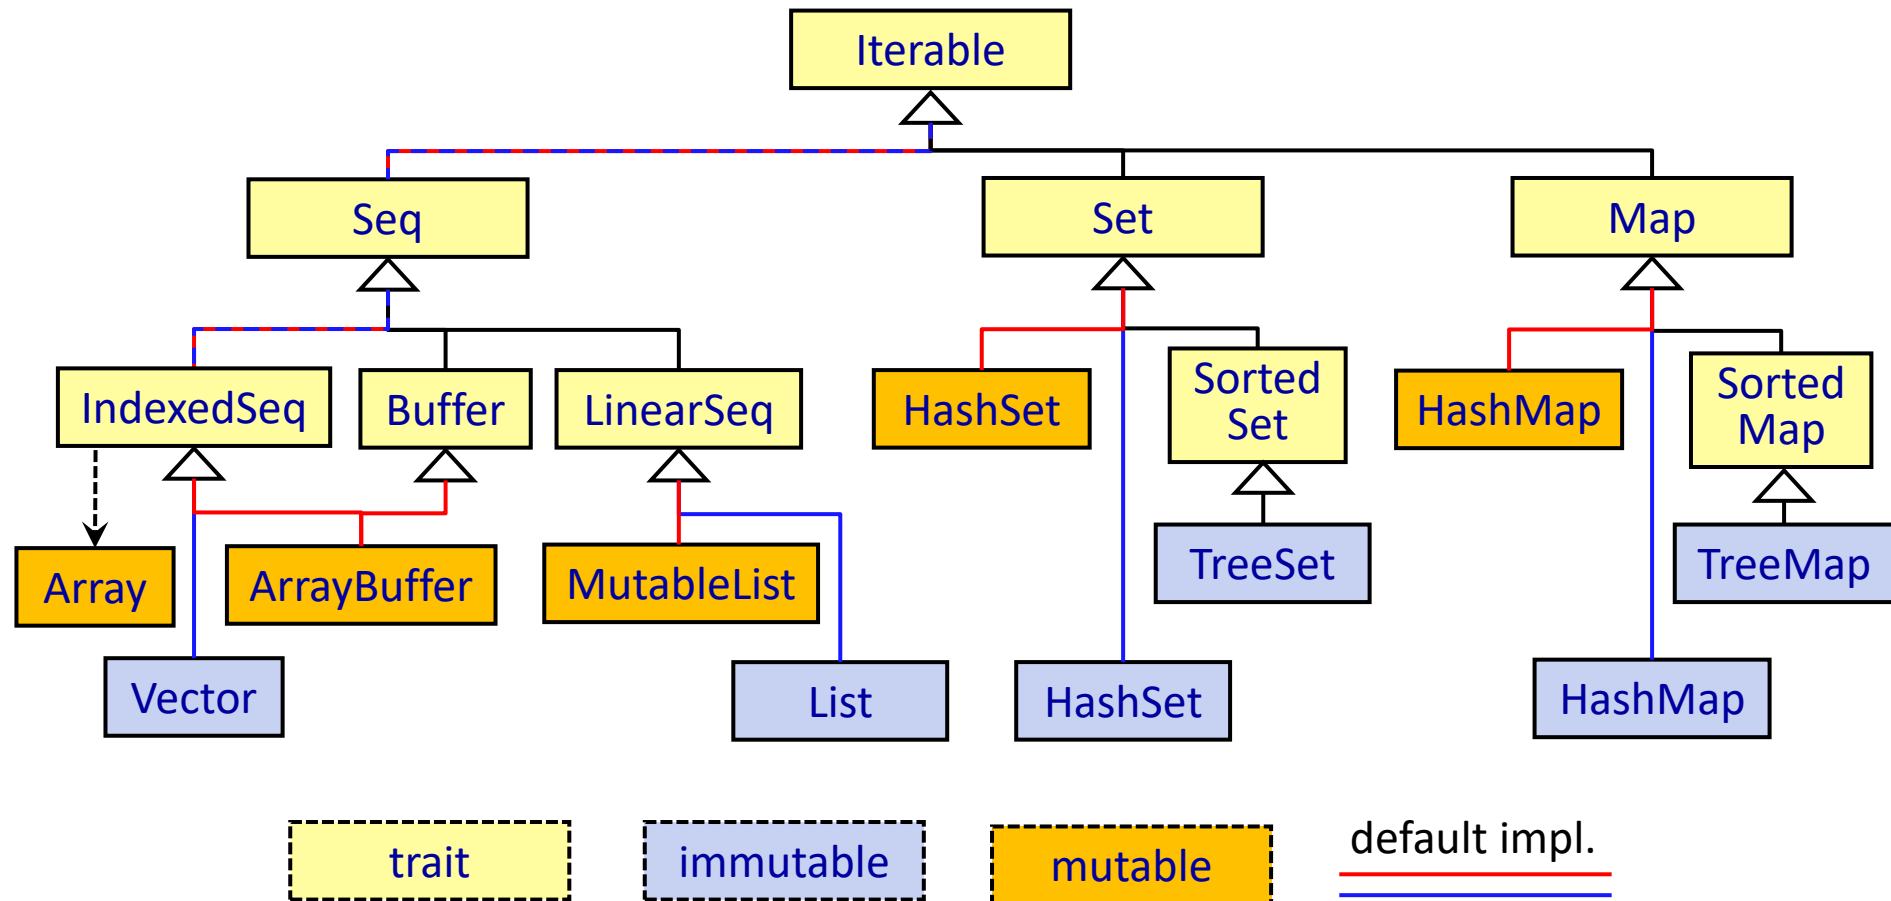 Iterable
Seq
Set
Map
IndexedSeq
Buffer
LinearSeq
HashSet
Sorted
Set
HashMap
Sorted
Map
Array
ArrayBuffer
MutableList
TreeSet
TreeMap
Vector
List
HashSet
HashMap
trait
immutable
mutable
default impl.